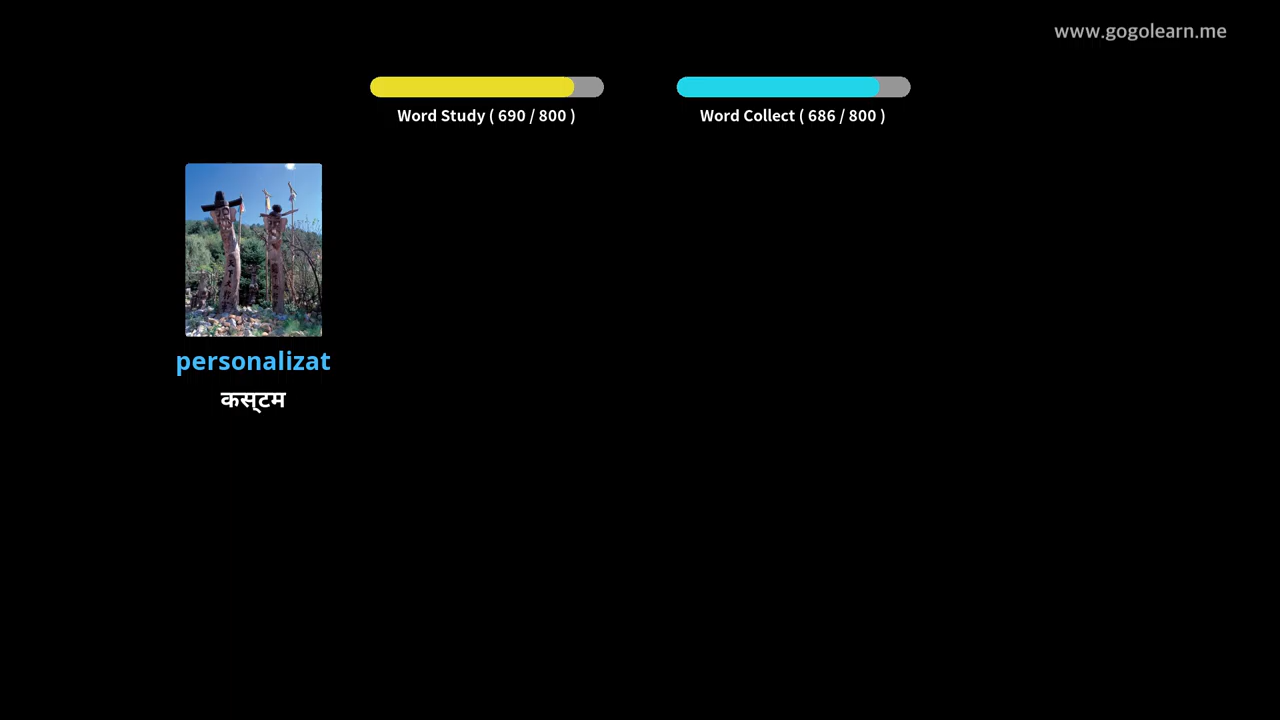 www.gogolearn.me
Word Study ( 690 / 800 )
Word Collect ( 686 / 800 )
personalizat
कस्टम